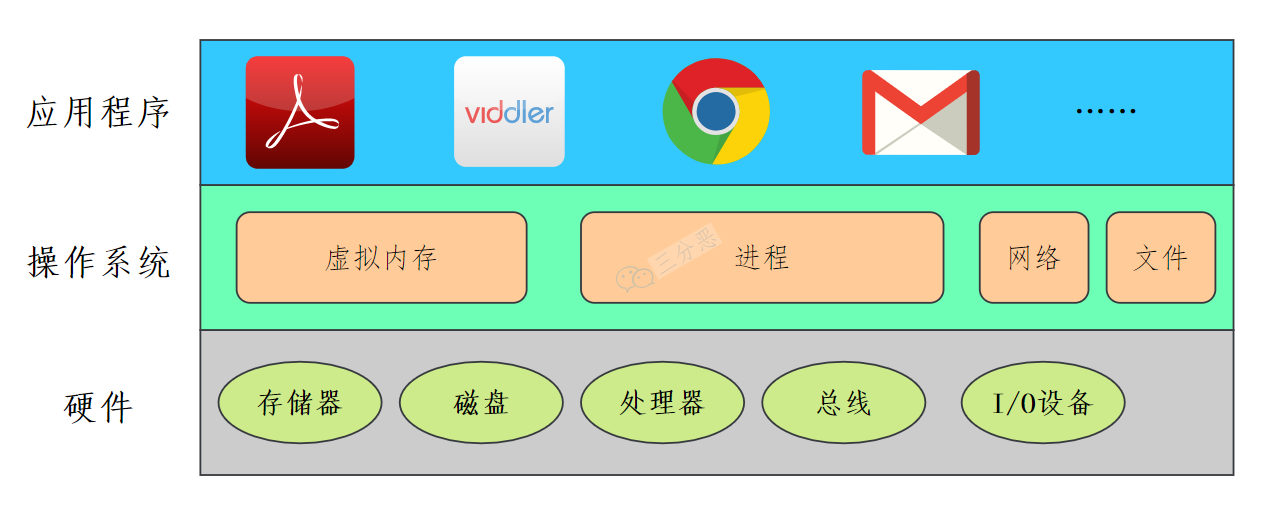 应用程序
viddler
······
操作系统
虚拟内存
进程
网络
文件
三分恶
硬件
存储器
磁盘
处理器
总线
I/O设备